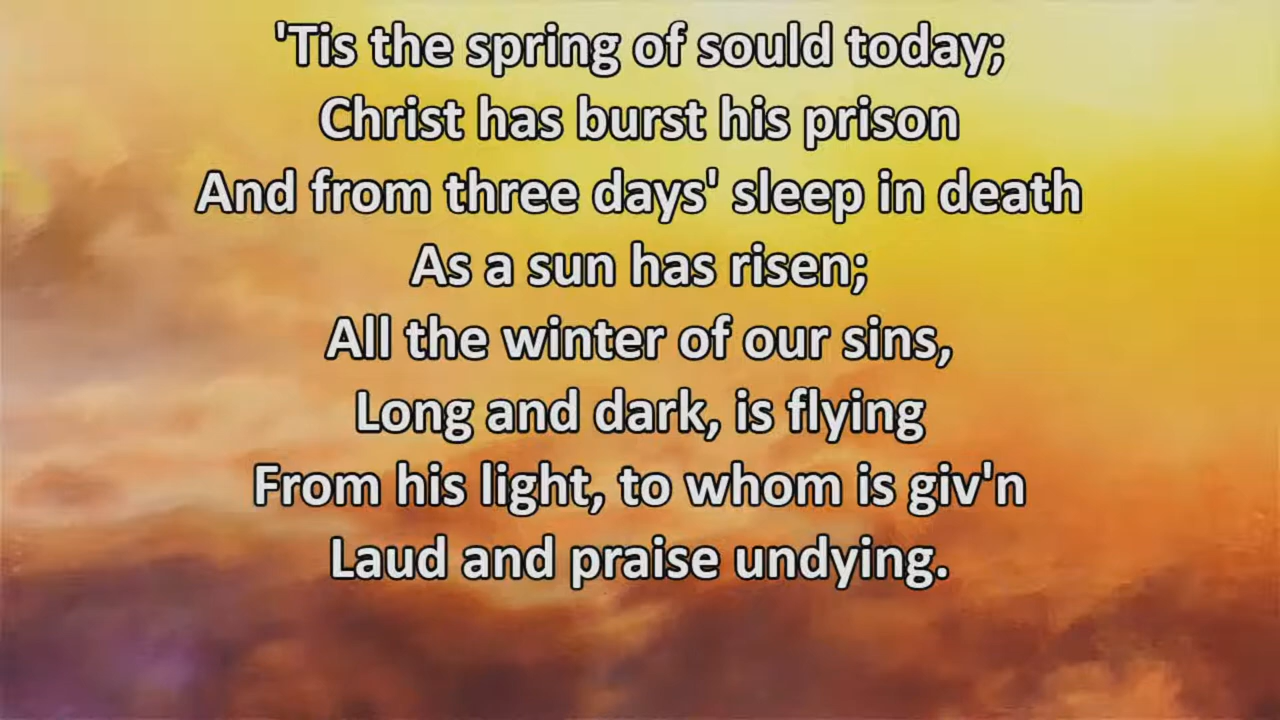 'Tis the spring of sould today;
Christ has burst his prison
And from three days' sleep in death
As a sun has risen;
All the winter of our sins,
Long and dark, is flying
From his light, to whom is giv'n
Laud and praise undying.